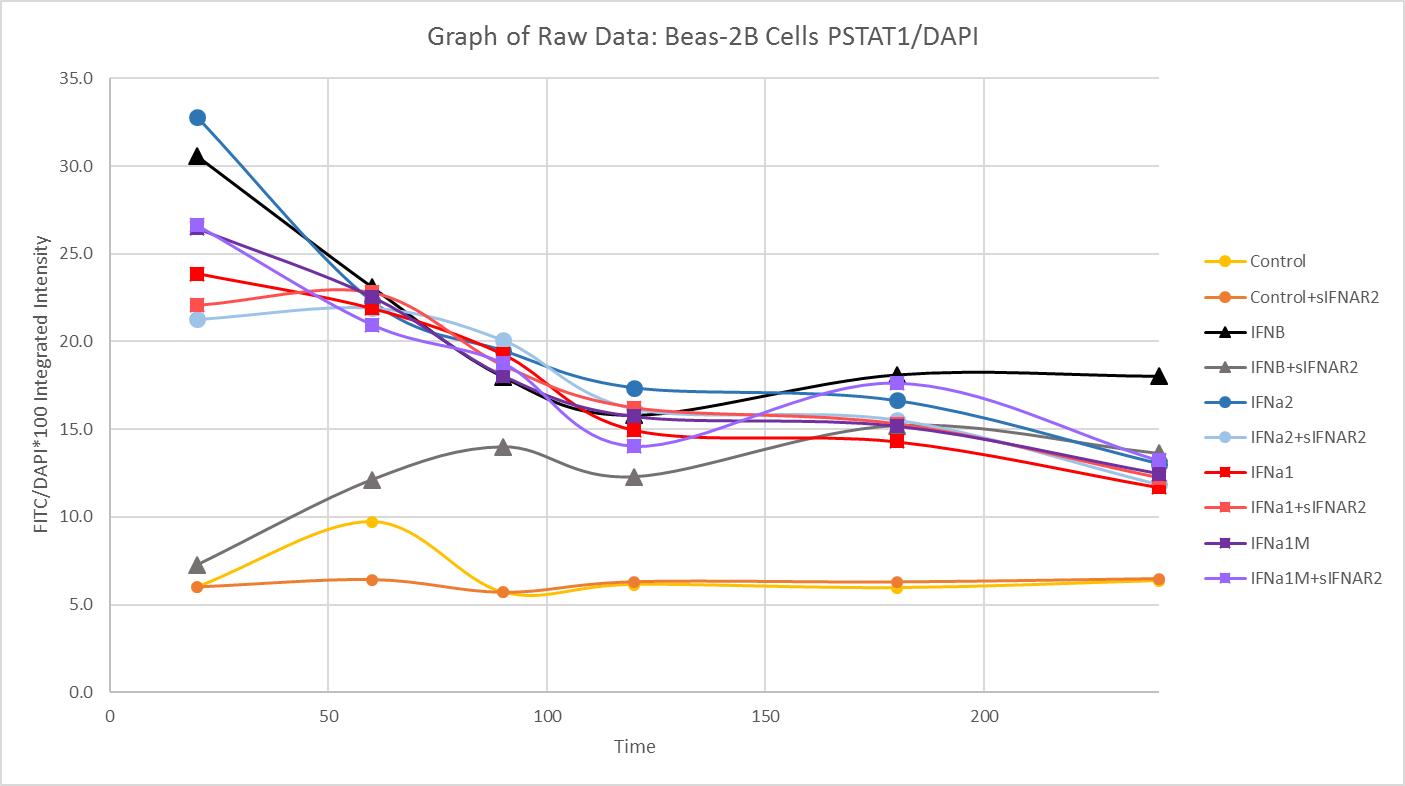 Graph of Raw Data: Beas-2B Cells PSTAT1/DAPI
35.0
30.0
25.0
20.0
15.0
10.0
5.0
0.0
FITC/DAPI*100 Integrated Intensity
0 50 100 150 200
Time
Control
Control+sIFNAR2
IFNB
IFNB+sIFNAR2
IFNa2
IFNa2+sIFNAR2
IFNa1
IFNa1+sIFNAR2
IFNa1M
IFNa1M+sIFNAR2